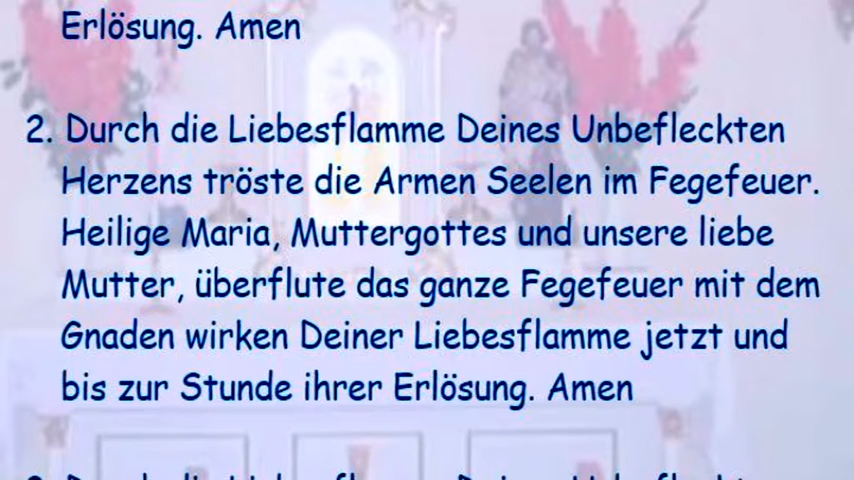 Erlösung. Amen
2. Durch die Liebesflamme Deines Unbefleckten
Herzens tröste die Armen Seelen im Fegefeuer.
Heilige Maria, Muttergottes und unsere liebe
Mutter, überflute das ganze Fegefeuer mit dem
Gnaden wirken Deiner Liebesflamme jetzt und
bis zur Stunde ihrer Erlösung. Amen